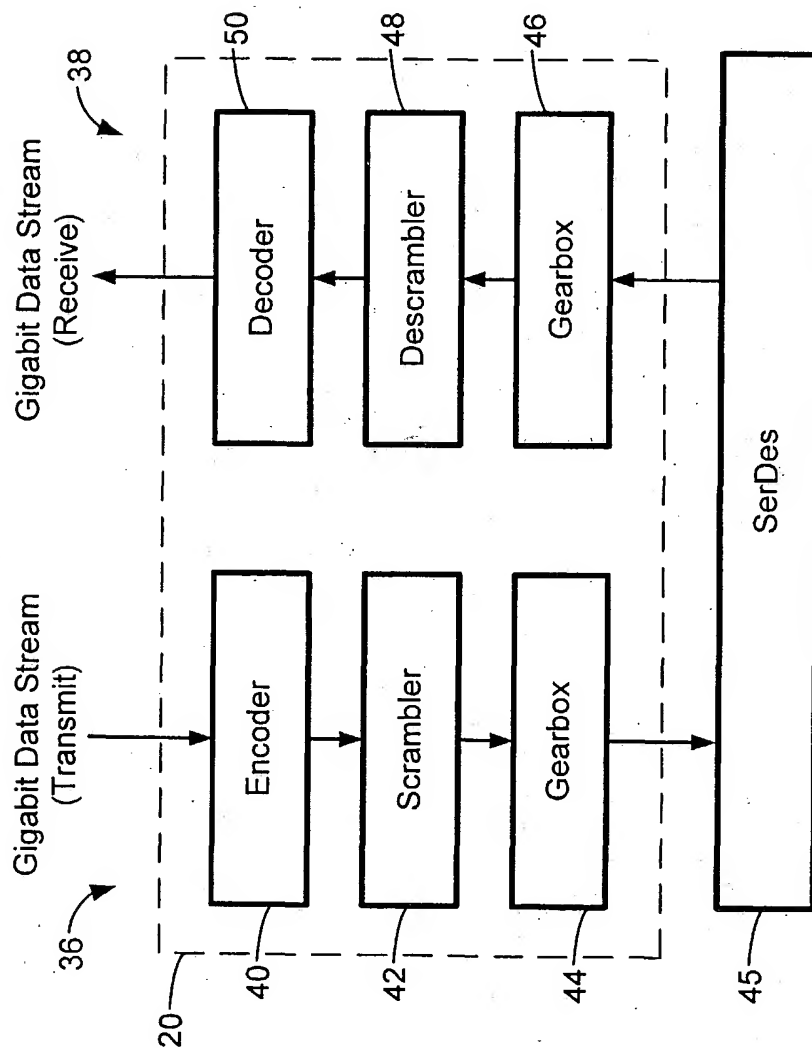 Gigabit Data Stream
(Transmit)
Gigabit Data Stream
(Receive)
36
38
20
Encoder
40
Decoder
50
Scrambler
42
Descrambler
48
Gearbox
44
Gearbox
46
SerDes
45